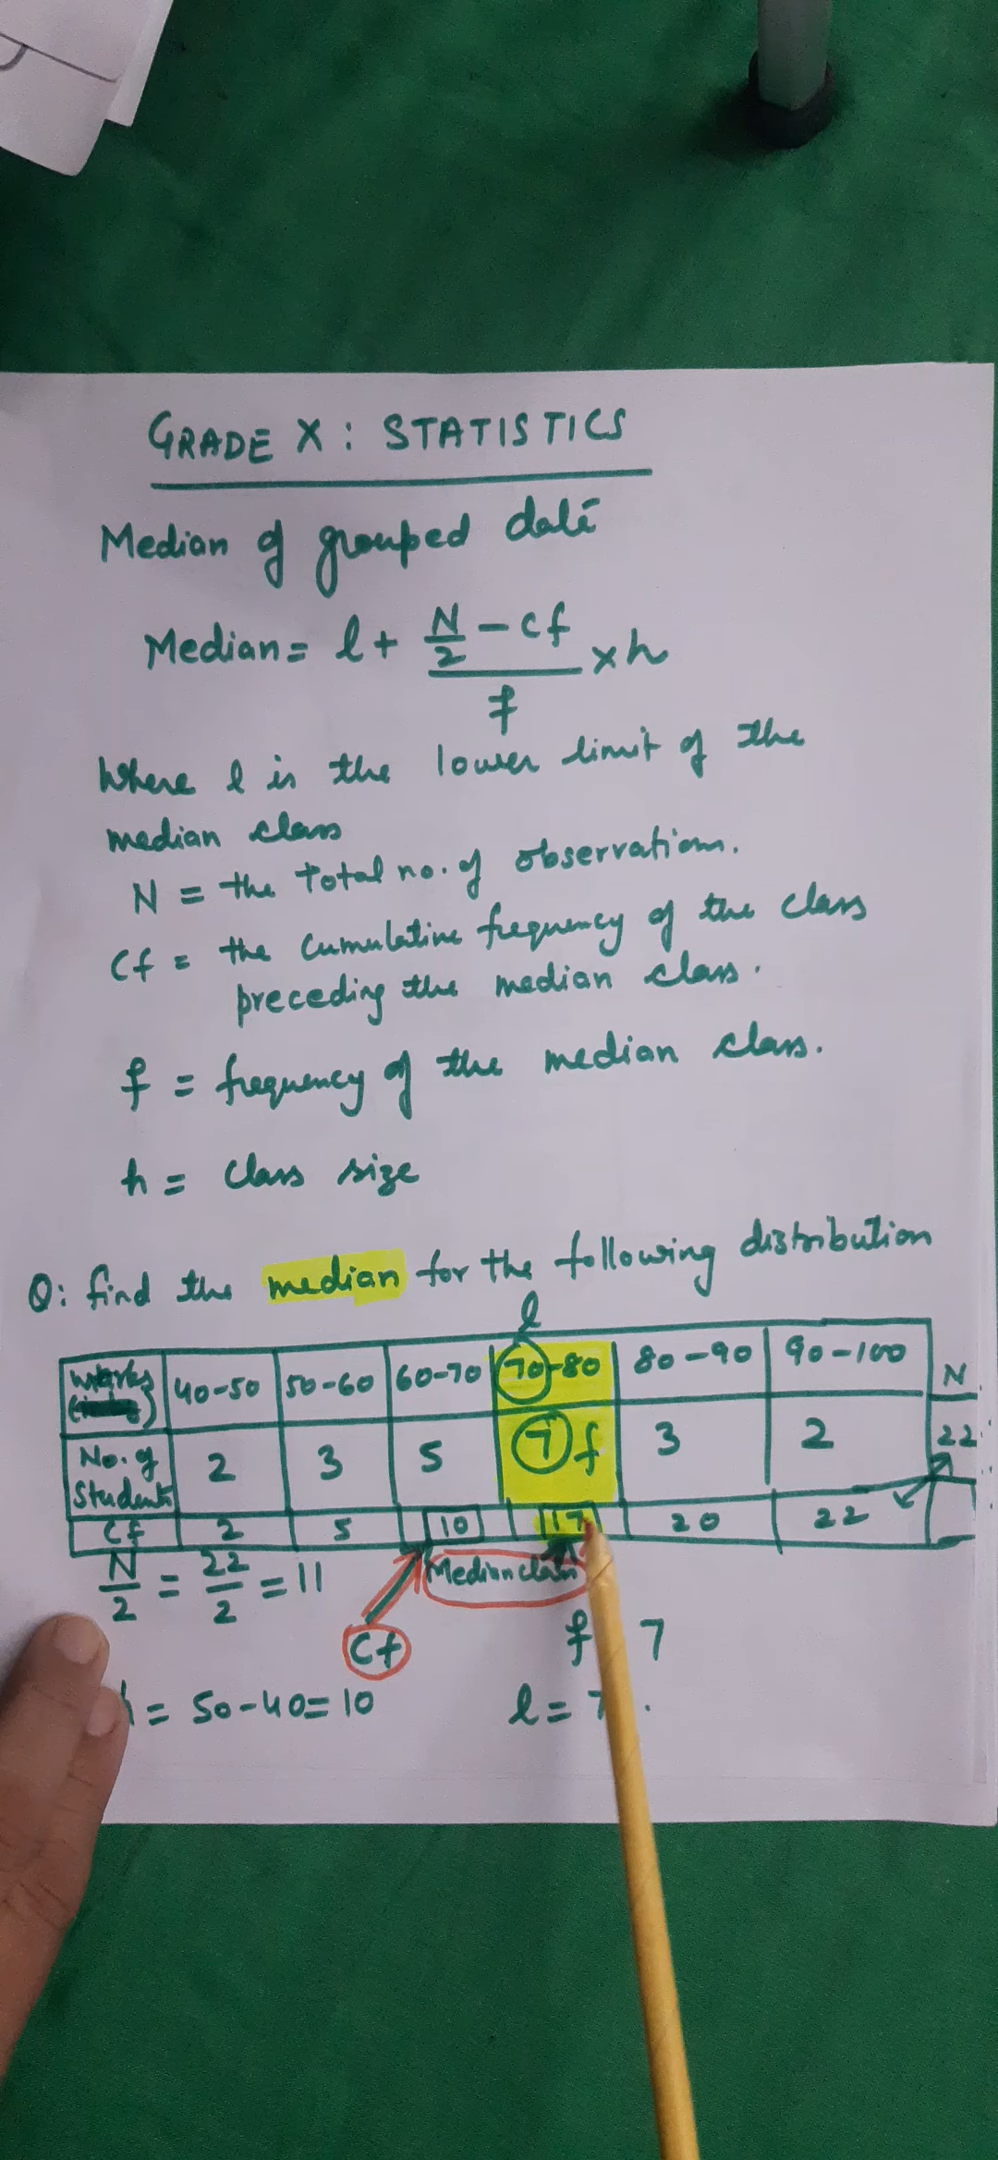 GRADE X : STATISTICS
Median of grouped data
Median = l + N/2 - cf / f × h
Where l is the lower limit of the
median class
N = the total no. of observations.
Cf = the cumulative frequency of the class
preceding the median class.
f = frequency of the median class.
h = class size
Q: find the median for the following distribution
l
Marks 40-50 50-60 60-70 70-80 80-90 90-100 N
No. of Students 2 3 5 7 f 3 2 22
Cf 2 5 10 17 20 22
N/2 = 22/2 = 11
Median class
Cf
f 7
= 50-40 = 10
l = 7